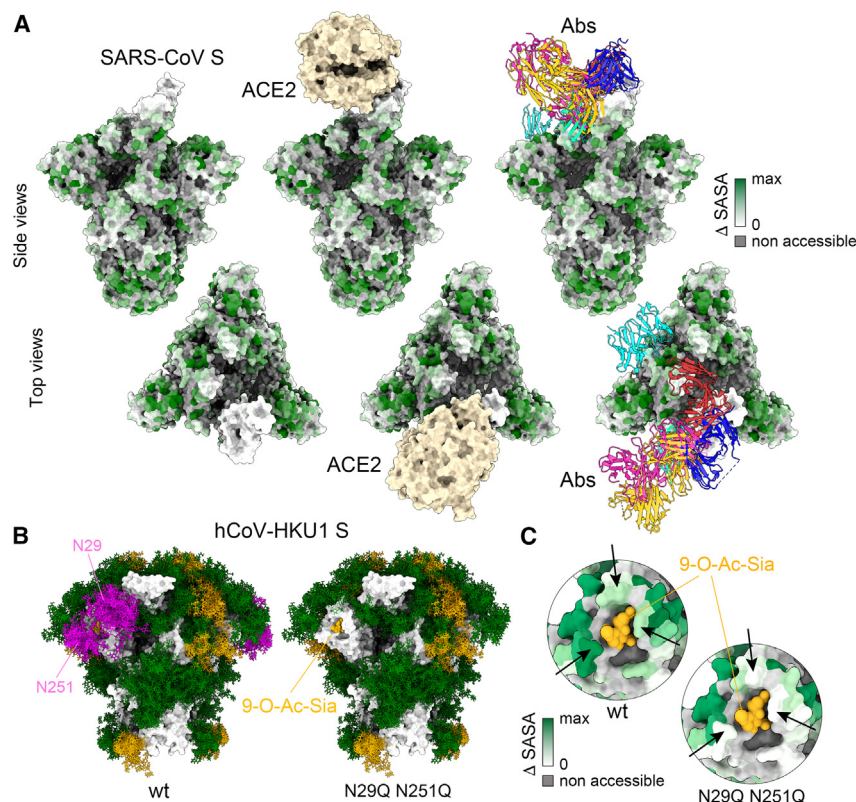 A
SARS-CoV S
ACE2
Abs
Side views
Δ SASA
max
0
non accessible
Top views
ACE2
Abs
B
hCoV-HKU1 S
N29
N251
9-O-Ac-Sia
wt
N29Q N251Q
C
9-O-Ac-Sia
wt
Δ SASA
max
0
non accessible
N29Q N251Q